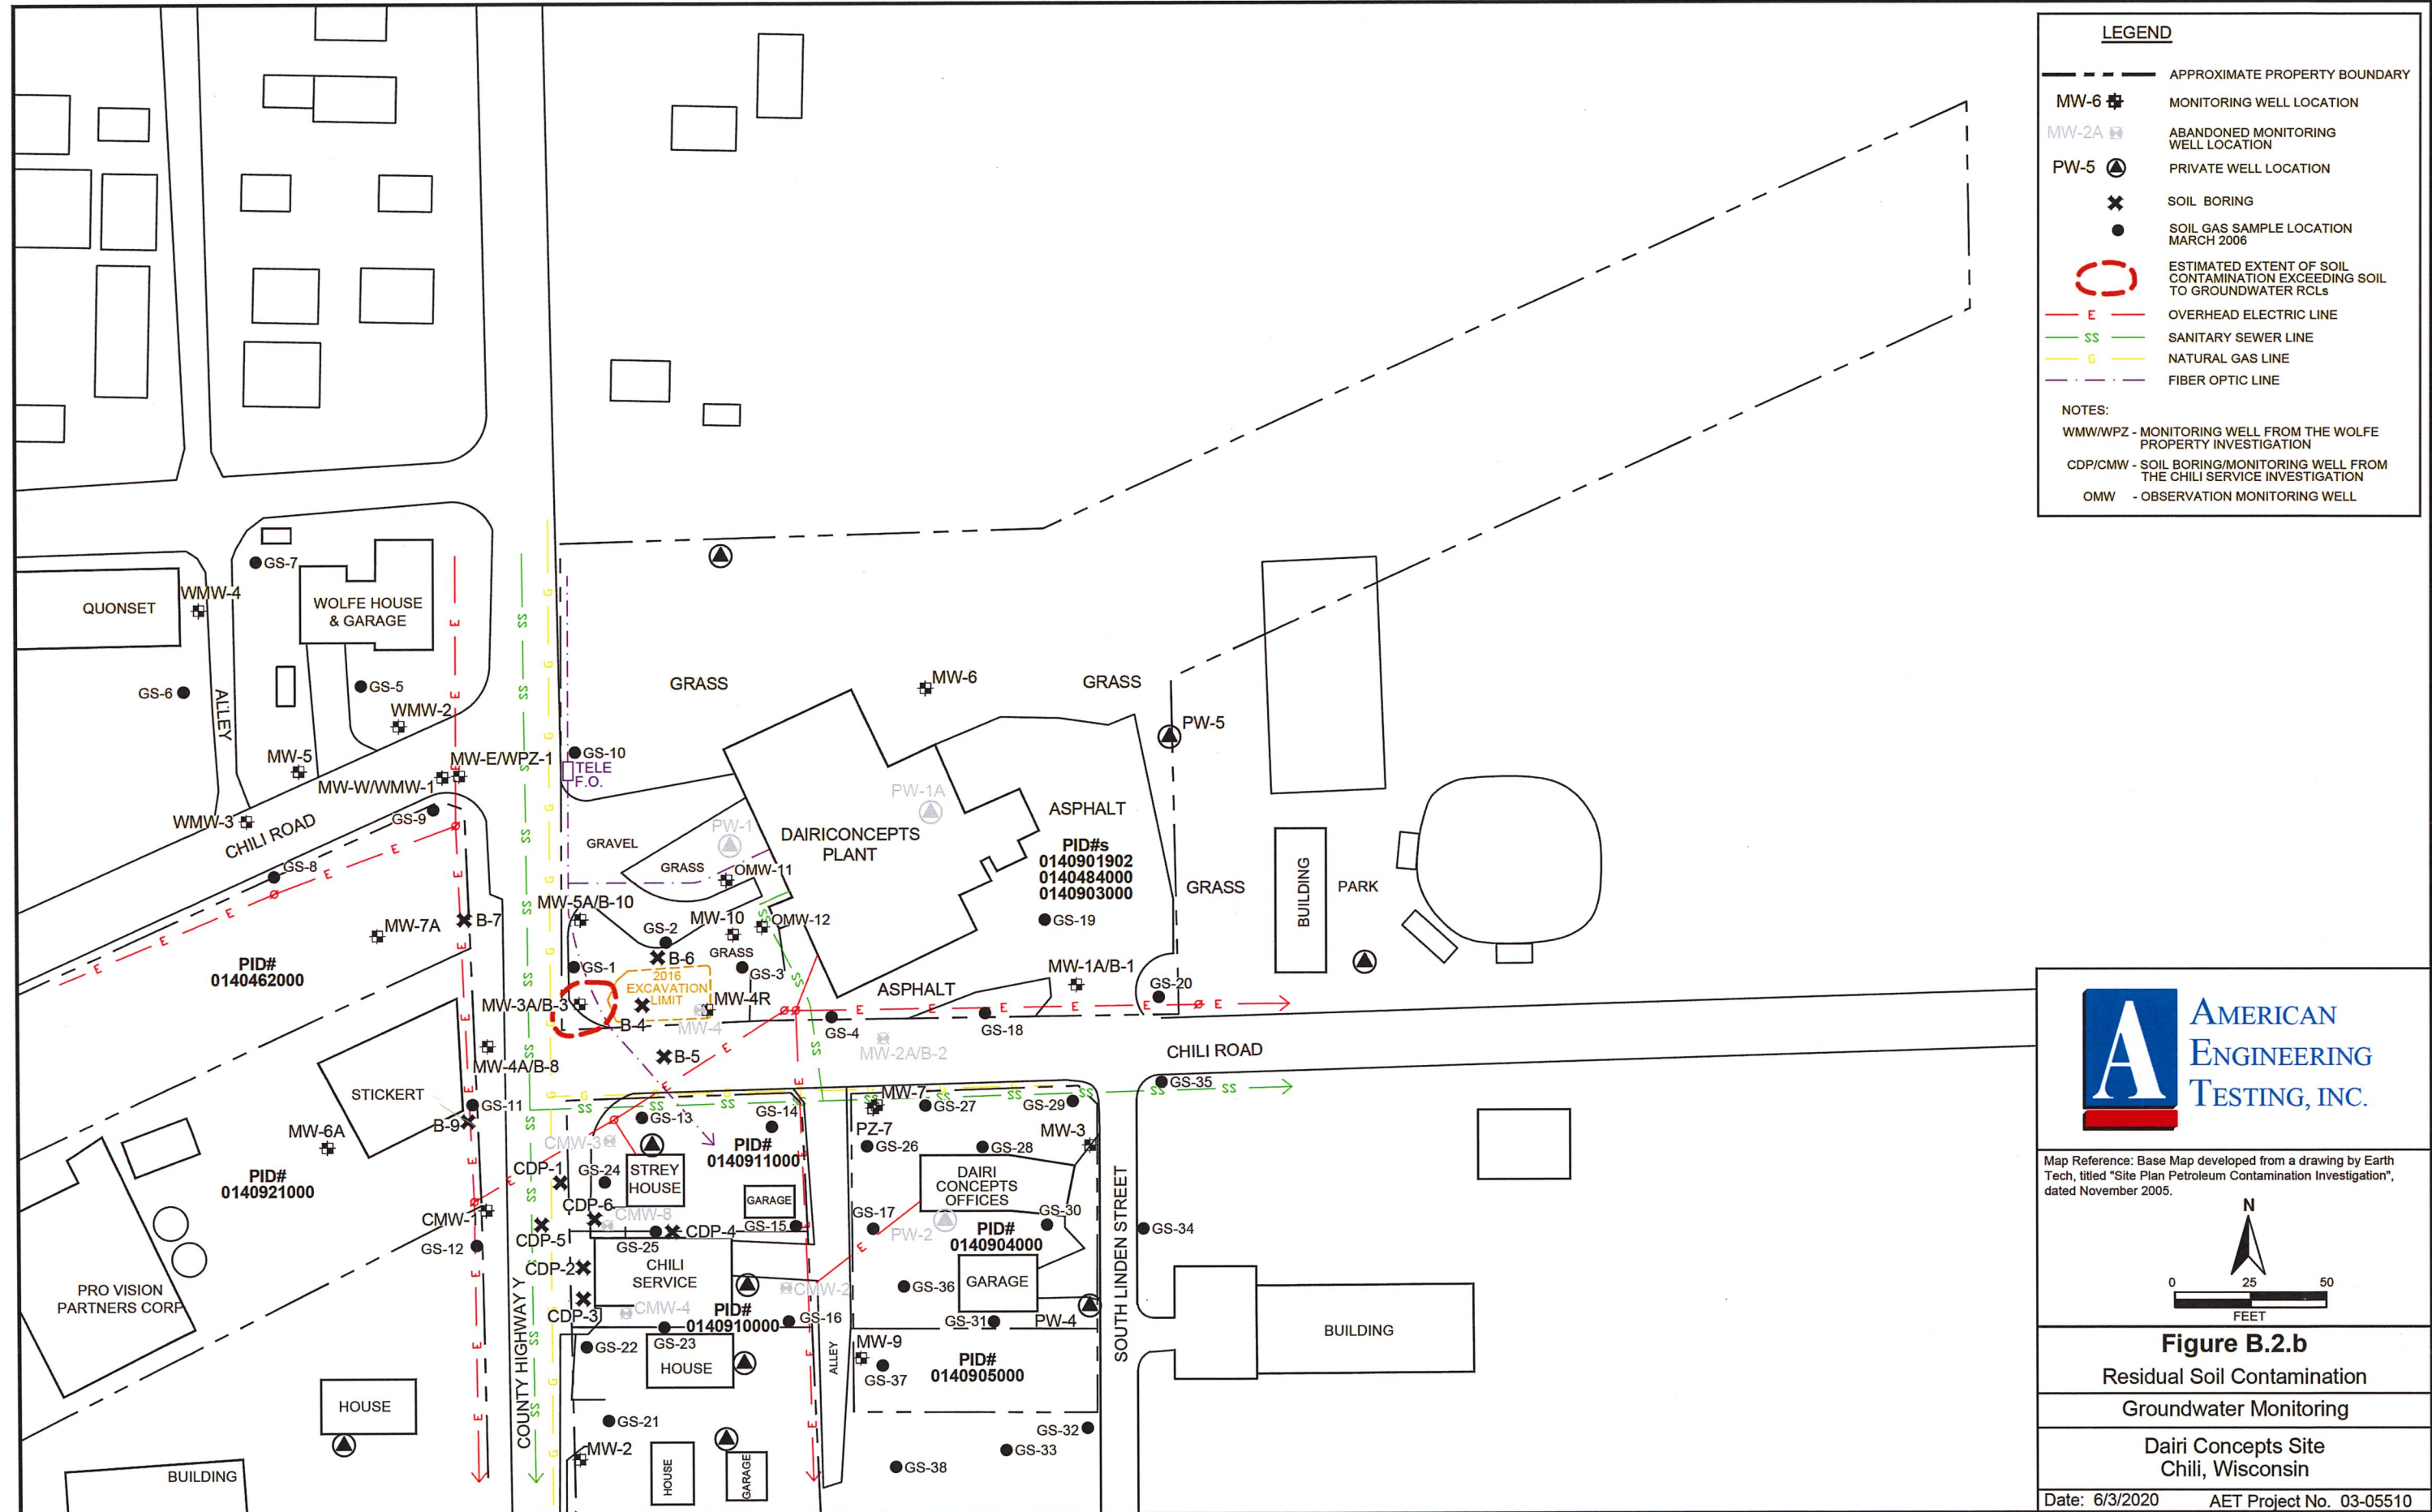 LEGEND
APPROXIMATE PROPERTY BOUNDARY
MW-6 MONITORING WELL LOCATION
MW-2A ABANDONED MONITORING
WELL LOCATION
PW-5 PRIVATE WELL LOCATION
SOIL BORING
SOIL GAS SAMPLE LOCATION
MARCH 2006
ESTIMATED EXTENT OF SOIL
CONTAMINATION EXCEEDING SOIL
TO GROUNDWATER RCLs
E OVERHEAD ELECTRIC LINE
SS SANITARY SEWER LINE
G NATURAL GAS LINE
FIBER OPTIC LINE
NOTES:
WMW/WPZ - MONITORING WELL FROM THE WOLFE
PROPERTY INVESTIGATION
CDP/CMW - SOIL BORING/MONITORING WELL FROM
THE CHILI SERVICE INVESTIGATION
OMW - OBSERVATION MONITORING WELL
GS-7
QUONSET
WMW-4
WOLFE HOUSE
& GARAGE
GS-6
ALLEY
GS-5
WMW-2
MW-5
MW-E/WPZ-1
MW-W/WMW-1
WMW-3
CHILI ROAD
GS-9
GS-8
GS-10
TELE
F.O.
GRASS
MW-6
GRASS
PW-5
PW-1A
PW-1
GRAVEL
GRASS
OMW-11
DAIRICONCEPTS
PLANT
ASPHALT
PID#s
0140901902
0140484000
0140903000
GRASS
BUILDING
PARK
GS-19
MW-7A
B-7
PID#
0140462000
MW-5A/B-10
GS-2
MW-10
OMW-12
B-6
GRASS
GS-1
GS-3
2016
EXCAVATION
LIMIT
MW-3A/B-3
B-4
MW-4R
MW-4
B-5
ASPHALT
MW-1A/B-1
GS-20
GS-4
GS-18
MW-2A/B-2
CHILI ROAD
GS-35
MW-4A/B-8
STICKERT
GS-11
B-9
MW-6A
PID#
0140921000
GS-13
GS-14
CMW-3
PID#
0140911000
CDP-1
GS-24
STREY
HOUSE
GARAGE
CDP-6
CMW-8
CMW-1
CDP-5
GS-12
GS-25
CDP-4
GS-15
CDP-2
CHILI
SERVICE
CMW-2
CDP-3
CMW-4
PID#
0140910000
GS-16
GS-22
GS-23
HOUSE
ALLEY
COUNTY HIGHWAY Y
GS-21
MW-2
HOUSE
GARAGE
MW-7
PZ-7
GS-27
GS-29
GS-26
GS-28
MW-3
DAIRI
CONCEPTS
OFFICES
GS-17
PW-2
GS-30
PID#
0140904000
GS-36
GARAGE
GS-31
PW-4
MW-9
GS-37
PID#
0140905000
GS-32
GS-33
GS-38
SOUTH LINDEN STREET
GS-34
BUILDING
PRO VISION
PARTNERS CORP
HOUSE
BUILDING
A
AMERICAN
ENGINEERING
TESTING, INC.
Map Reference: Base Map developed from a drawing by Earth
Tech, titled "Site Plan Petroleum Contamination Investigation",
dated November 2005.
N
0 25 50
FEET
Figure B.2.b
Residual Soil Contamination
Groundwater Monitoring
Dairi Concepts Site
Chili, Wisconsin
Date: 6/3/2020 AET Project No. 03-05510